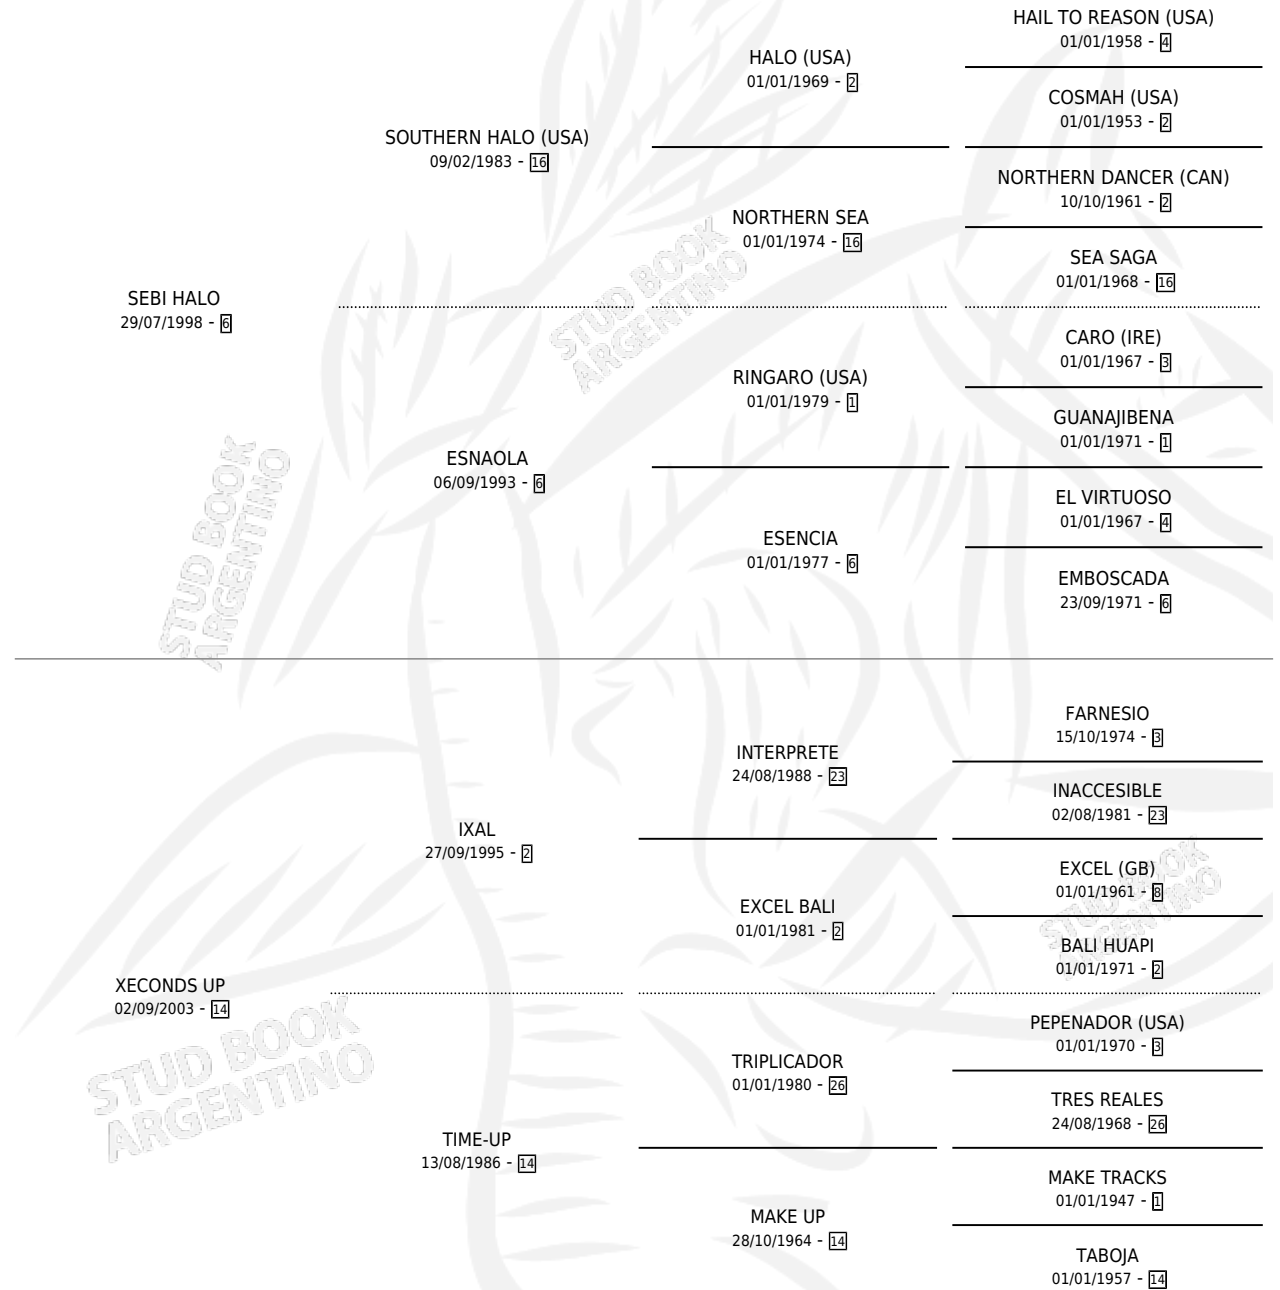 HAIL TO REASON (USA)
01/01/1958 - 4
HALO (USA)
01/01/1969 - 2
COSMAH (USA)
01/01/1953 - 2
SOUTHERN HALO (USA)
09/02/1983 - 16
NORTHERN DANCER (CAN)
10/10/1961 - 2
NORTHERN SEA
01/01/1974 - 16
SEA SAGA
01/01/1968 - 16
SEBI HALO
29/07/1998 - 6
CARO (IRE)
01/01/1967 - 3
RINGARO (USA)
01/01/1979 - 1
GUANAJIBENA
01/01/1971 - 1
ESNAOLA
06/09/1993 - 6
EL VIRTUOSO
01/01/1967 - 4
ESENCIA
01/01/1977 - 6
EMBOSCADA
23/09/1971 - 6
STUD BOOK
ARGENTINO
STUD BOOK
ARGENTINO
FARNESIO
15/10/1974 - 3
INTERPRETE
24/08/1988 - 23
INACCESIBLE
02/08/1981 - 23
IXAL
27/09/1995 - 2
EXCEL (GB)
01/01/1961 - 8
EXCEL BALI
01/01/1981 - 2
BALI HUAPI
01/01/1971 - 2
XECONDS UP
02/09/2003 - 14
PEPENADOR (USA)
01/01/1970 - 3
TRIPLICADOR
01/01/1980 - 26
TRES REALES
24/08/1968 - 26
TIME-UP
13/08/1986 - 14
MAKE TRACKS
01/01/1947 - 1
MAKE UP
28/10/1964 - 14
TABOJA
01/01/1957 - 14
STUD BOOK
ARGENTINO
STUD BOOK
ARGENTINO